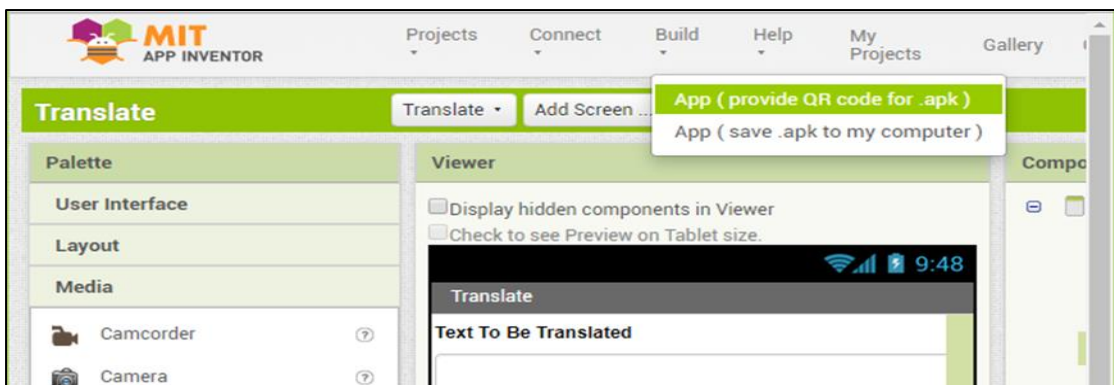 MIT
APP INVENTOR
Projects Connect Build Help My Projects Gallery
Translate
Translate Add Screen ...
App ( provide QR code for .apk )
App ( save .apk to my computer )
Palette
User Interface
Layout
Media
Camcorder
Camera
Viewer
Display hidden components in Viewer
Check to see Preview on Tablet size.
9:48
Translate
Text To Be Translated
Compo